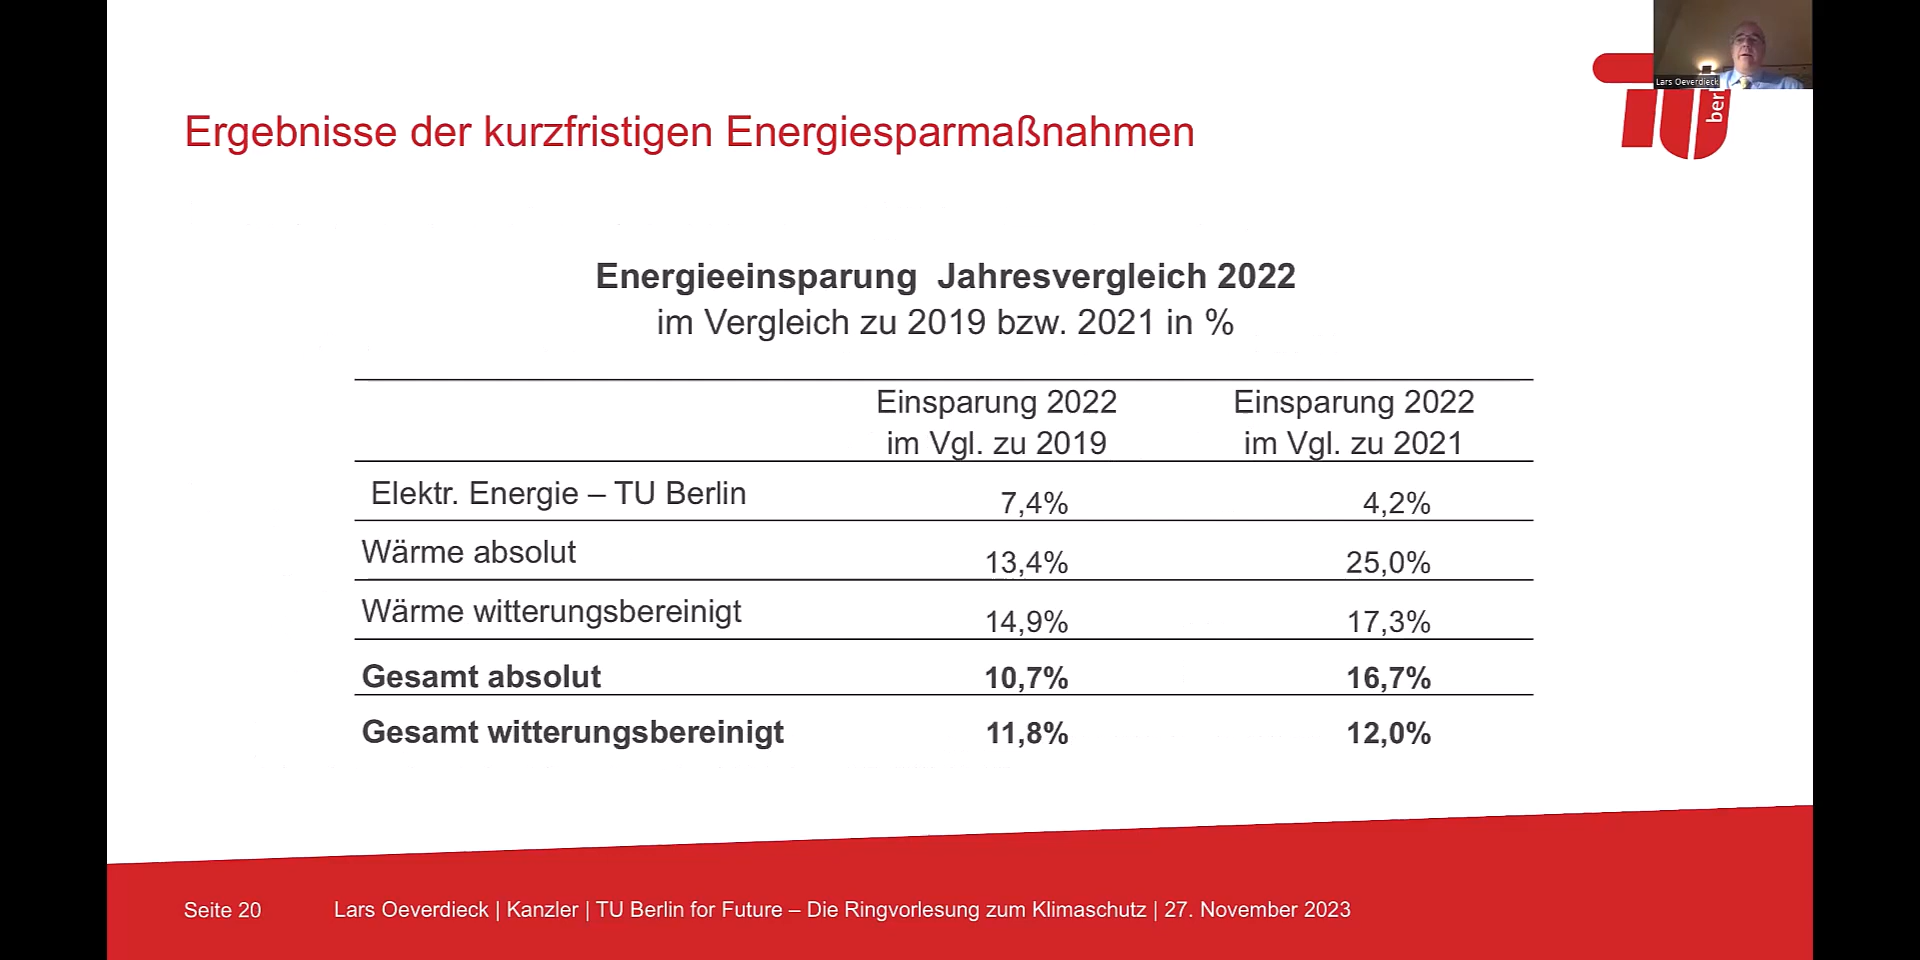 Lars Oeverdieck
Ergebnisse der kurzfristigen Energiesparmaßnahmen
Energieeinsparung Jahresvergleich 2022
im Vergleich zu 2019 bzw. 2021 in %
Einsparung 2022 im Vgl. zu 2019
Einsparung 2022 im Vgl. zu 2021
Elektr. Energie – TU Berlin 7,4% 4,2%
Wärme absolut 13,4% 25,0%
Wärme witterungsbereinigt 14,9% 17,3%
Gesamt absolut 10,7% 16,7%
Gesamt witterungsbereinigt 11,8% 12,0%
Seite 20 Lars Oeverdieck | Kanzler | TU Berlin for Future – Die Ringvorlesung zum Klimaschutz | 27. November 2023